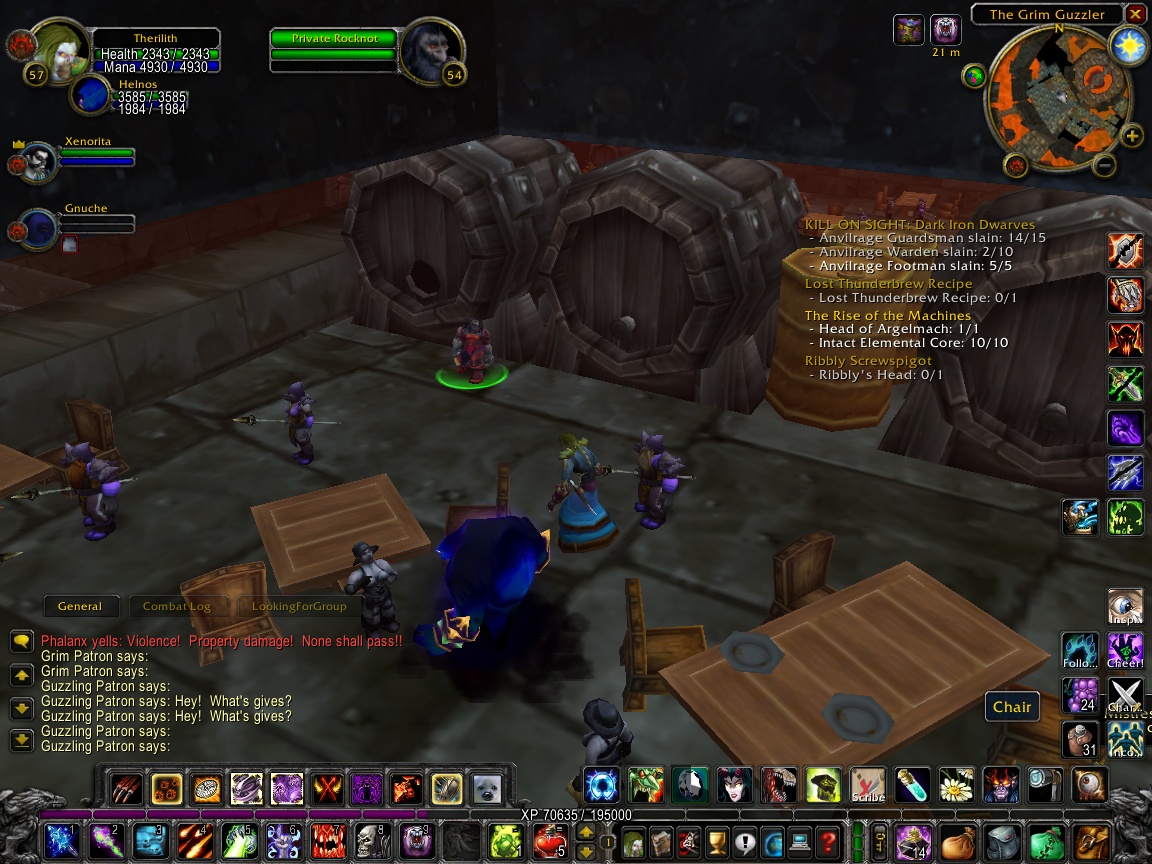 Therilith
Health 2343 / 2343
Mana 4930 / 4930
57
Helnos
3585 / 3585
1984 / 1984
Private Rocknot
54
Xenorita
Gnuche
21 m
The Grim Guzzler
N
KILL ON SIGHT: Dark Iron Dwarves
- Anvilrage Guardsman slain: 14/15
- Anvilrage Warden slain: 2/10
- Anvilrage Footman slain: 5/5
Lost Thunderbrew Recipe
- Lost Thunderbrew Recipe: 0/1
The Rise of the Machines
- Head of Argelmach: 1/1
- Intact Elemental Core: 10/10
Ribbly Screwspigot
- Ribbly's Head: 0/1
General
Combat Log
LookingForGroup
Phalanx yells: Violence! Property damage! None shall pass!!
Grim Patron says:
Grim Patron says:
Guzzling Patron says:
Guzzling Patron says: Hey! What's gives?
Guzzling Patron says: Hey! What's gives?
Guzzling Patron says:
Guzzling Patron says:
Follo...
Cheer!
24
31
Chair
Scribe
XP 70635 / 195000
1
2
3
4
5
6
7
8
9
5
1
14